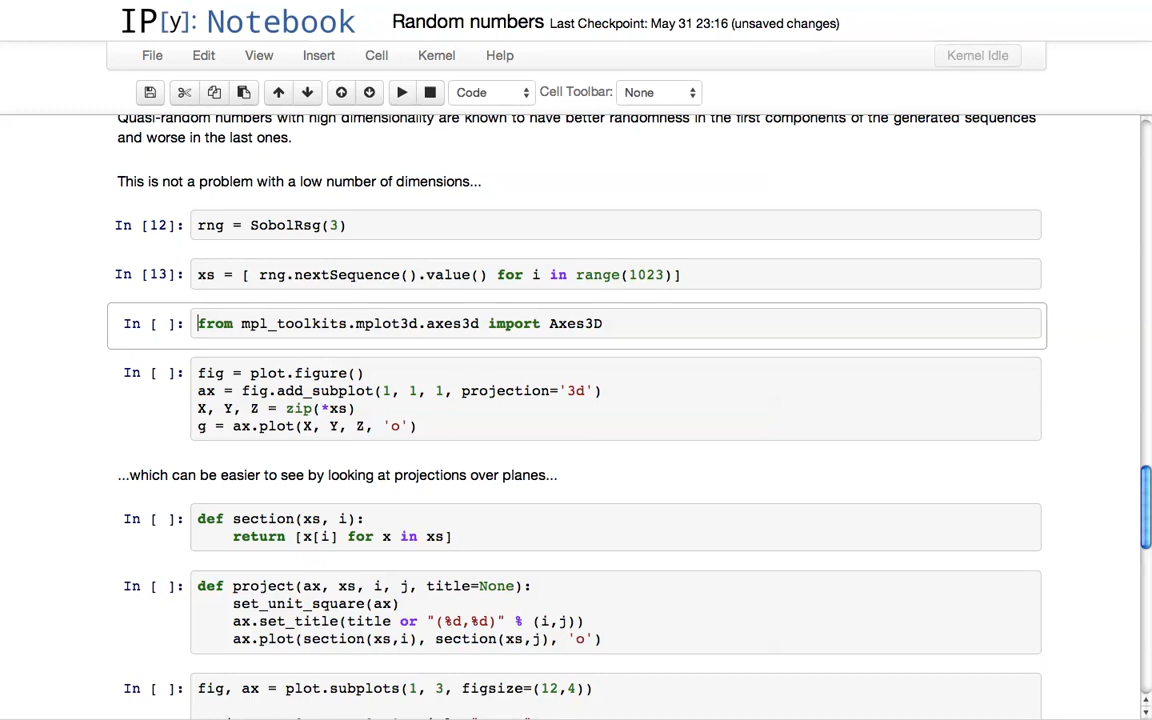 IP[y]: Notebook
Random numbers Last Checkpoint: May 31 23:16 (unsaved changes)
File Edit View Insert Cell Kernel Help
Kernel Idle
Code Cell Toolbar: None
Quasi-random numbers with high dimensionality are known to have better randomness in the first components of the generated sequences
and worse in the last ones.
This is not a problem with a low number of dimensions...
In [12]: rng = SobolRsg(3)
In [13]: xs = [ rng.nextSequence().value() for i in range(1023)]
In [ ]: from mpl_toolkits.mplot3d.axes3d import Axes3D
In [ ]: fig = plot.figure()
ax = fig.add_subplot(1, 1, 1, projection='3d')
X, Y, Z = zip(*xs)
g = ax.plot(X, Y, Z, 'o')
...which can be easier to see by looking at projections over planes...
In [ ]: def section(xs, i):
    return [x[i] for x in xs]
In [ ]: def project(ax, xs, i, j, title=None):
    set_unit_square(ax)
    ax.set_title(title or "(%d,%d)" % (i,j))
    ax.plot(section(xs,i), section(xs,j), 'o')
In [ ]: fig, ax = plot.subplots(1, 3, figsize=(12,4))